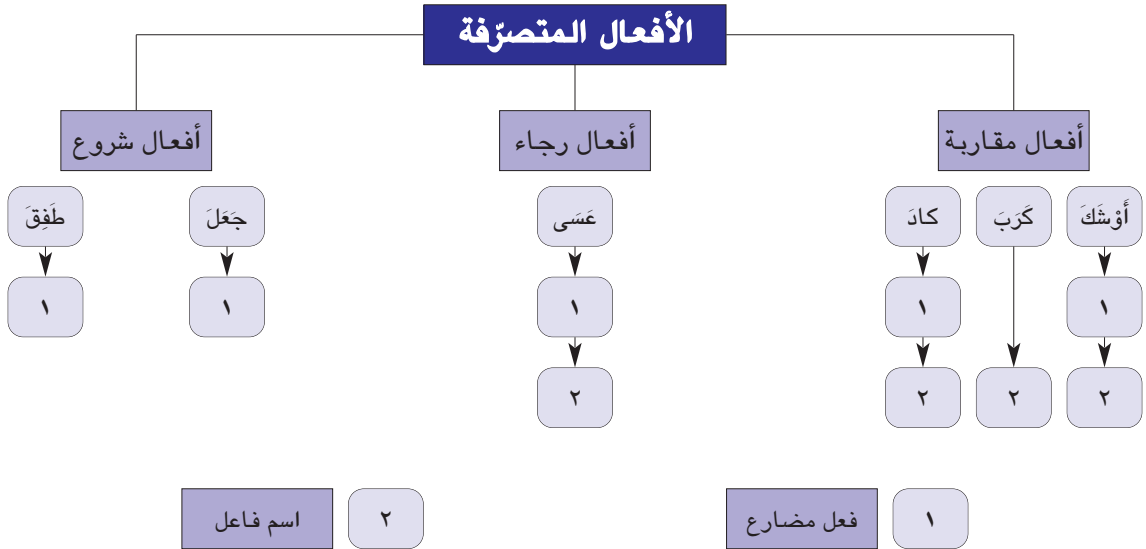 الأفعال المتصرّفة
أفعال مقاربة
أفعال رجاء
أفعال شروع
أَوْشَكَ
كَرَبَ
كادَ
عَسَى
جَعَلَ
طَفِقَ
١
١
١
١
١
٢
٢
٢
٢
١
فعل مضارع
٢
اسم فاعل